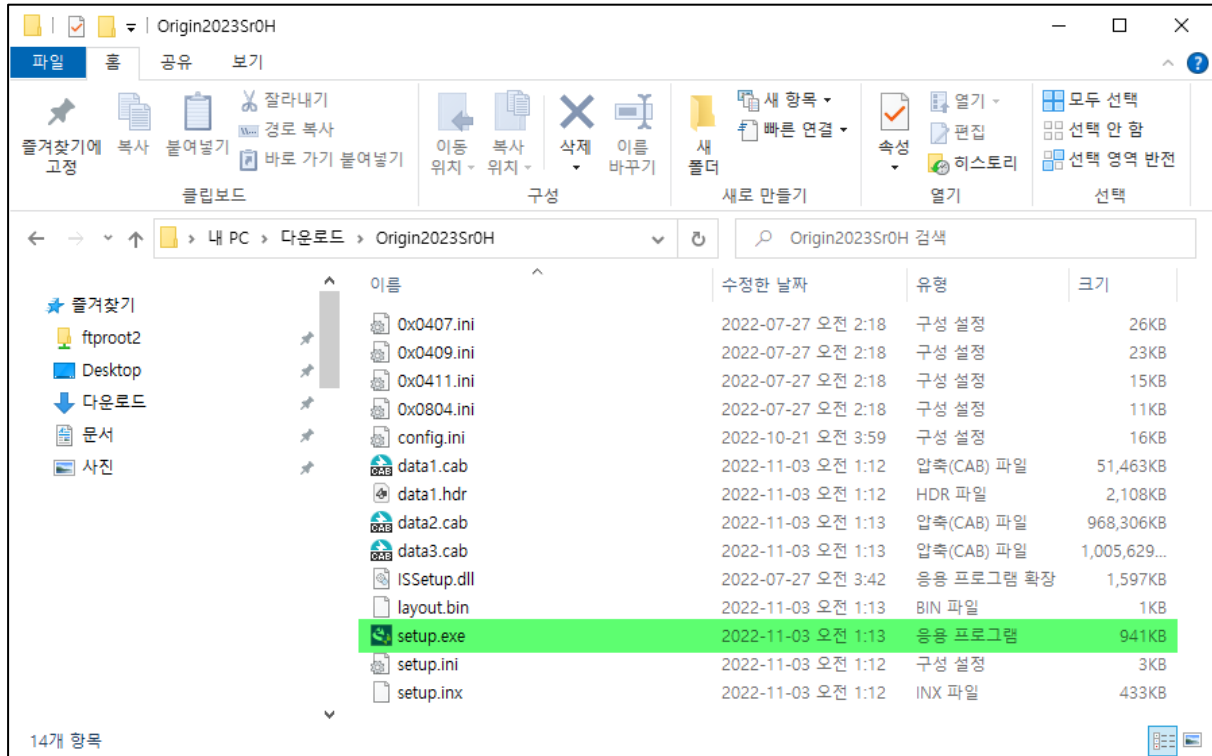 Origin2023Sr0H
파일 홈 공유 보기
즐겨찾기에 고정
복사
붙여넣기
잘라내기
경로 복사
바로 가기 붙여넣기
클립보드
이동 위치
복사 위치
삭제
이름 바꾸기
구성
새 폴더
새 항목
빠른 연결
새로 만들기
속성
열기
편집
히스토리
열기
모두 선택
선택 안 함
선택 영역 반전
선택
내 PC > 다운로드 > Origin2023Sr0H
Origin2023Sr0H 검색
즐겨찾기
ftproot2
Desktop
다운로드
문서
사진
이름 수정한 날짜 유형 크기
0x0407.ini 2022-07-27 오전 2:18 구성 설정 26KB
0x0409.ini 2022-07-27 오전 2:18 구성 설정 23KB
0x0411.ini 2022-07-27 오전 2:18 구성 설정 15KB
0x0804.ini 2022-07-27 오전 2:18 구성 설정 11KB
config.ini 2022-10-21 오전 3:59 구성 설정 16KB
data1.cab 2022-11-03 오전 1:12 압축(CAB) 파일 51,463KB
data1.hdr 2022-11-03 오전 1:12 HDR 파일 2,108KB
data2.cab 2022-11-03 오전 1:13 압축(CAB) 파일 968,306KB
data3.cab 2022-11-03 오전 1:13 압축(CAB) 파일 1,005,629...
ISSetup.dll 2022-07-27 오전 3:42 응용 프로그램 확장 1,597KB
layout.bin 2022-11-03 오전 1:13 BIN 파일 1KB
setup.exe 2022-11-03 오전 1:13 응용 프로그램 941KB
setup.ini 2022-11-03 오전 1:12 구성 설정 3KB
setup.inx 2022-11-03 오전 1:12 INX 파일 433KB
14개 항목